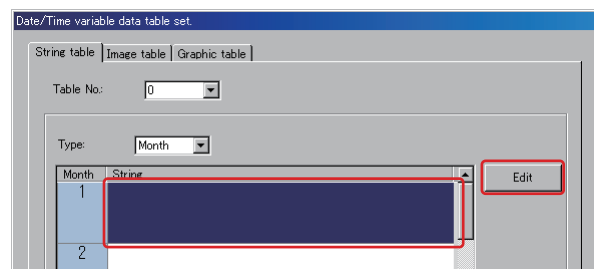 Date/Time variable data table set.
String table Image table Graphic table
Table No.: 0
Type: Month
Month String Edit
1
2